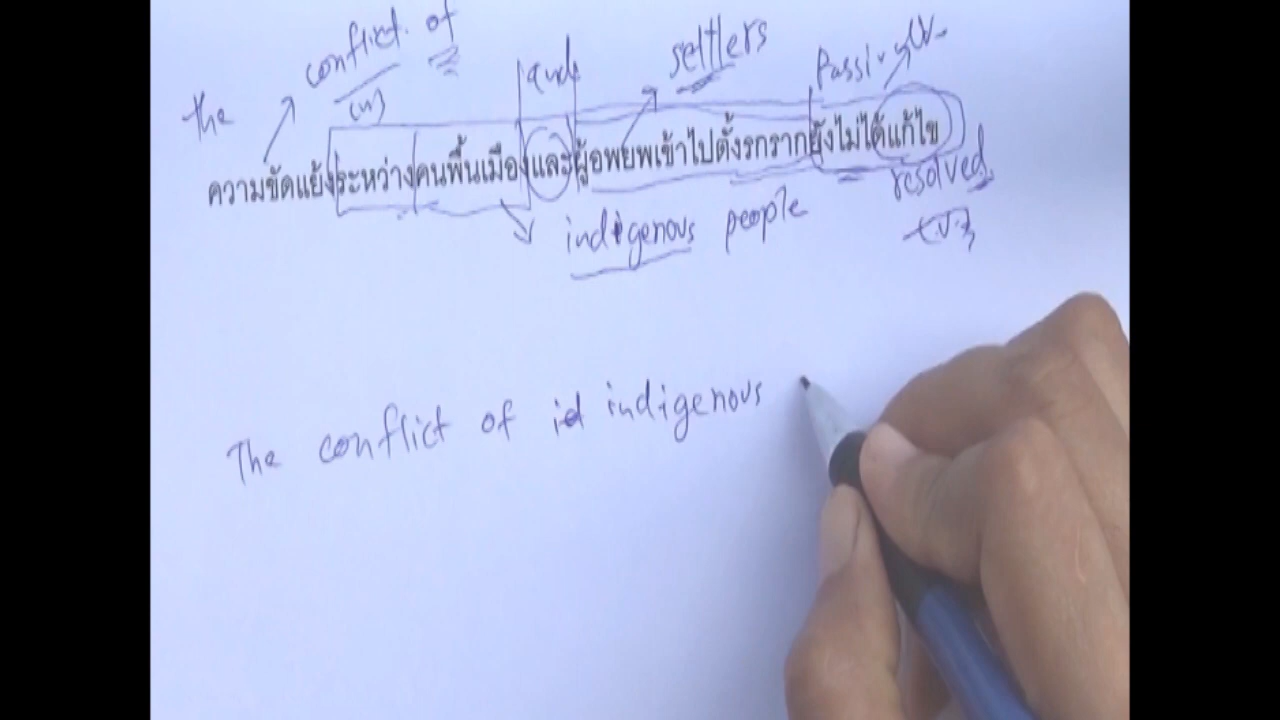 the conflict. of
(n)
and
settlers
Passive V.
ความขัดแย้งระหว่างคนพื้นเมืองและผู้อพยพเข้าไปตั้งรกรากยังไม่ได้แก้ไข
resolved
indigenous people
The conflict of id indigenous